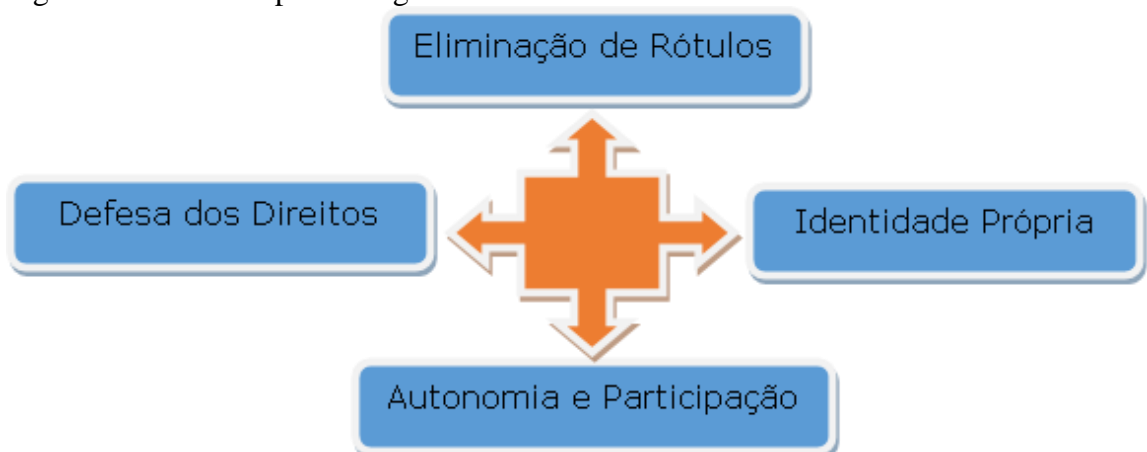 Eliminação de Rótulos
Defesa dos Direitos
Identidade Própria
Autonomia e Participação